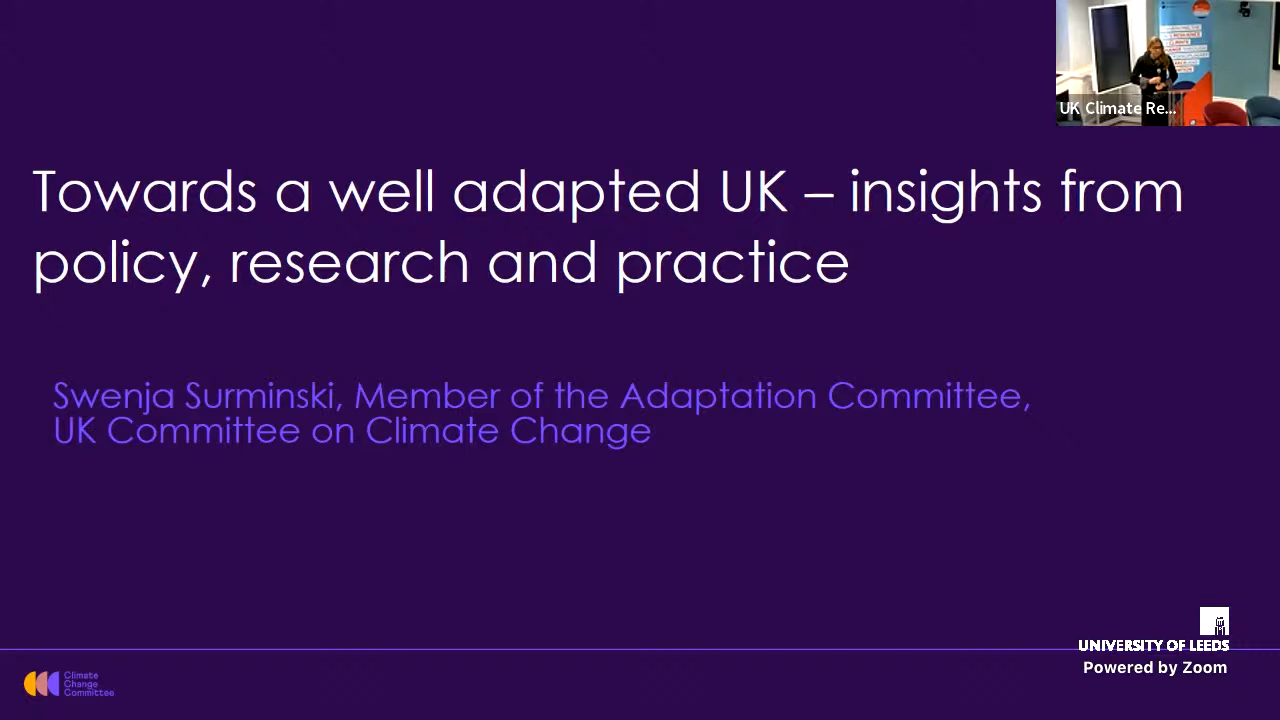 UK Climate Re...
Towards a well adapted UK – insights from
policy, research and practice
Swenja Surminski, Member of the Adaptation Committee,
UK Committee on Climate Change
UNIVERSITY OF LEEDS
Powered by Zoom
Climate
Change
Committee